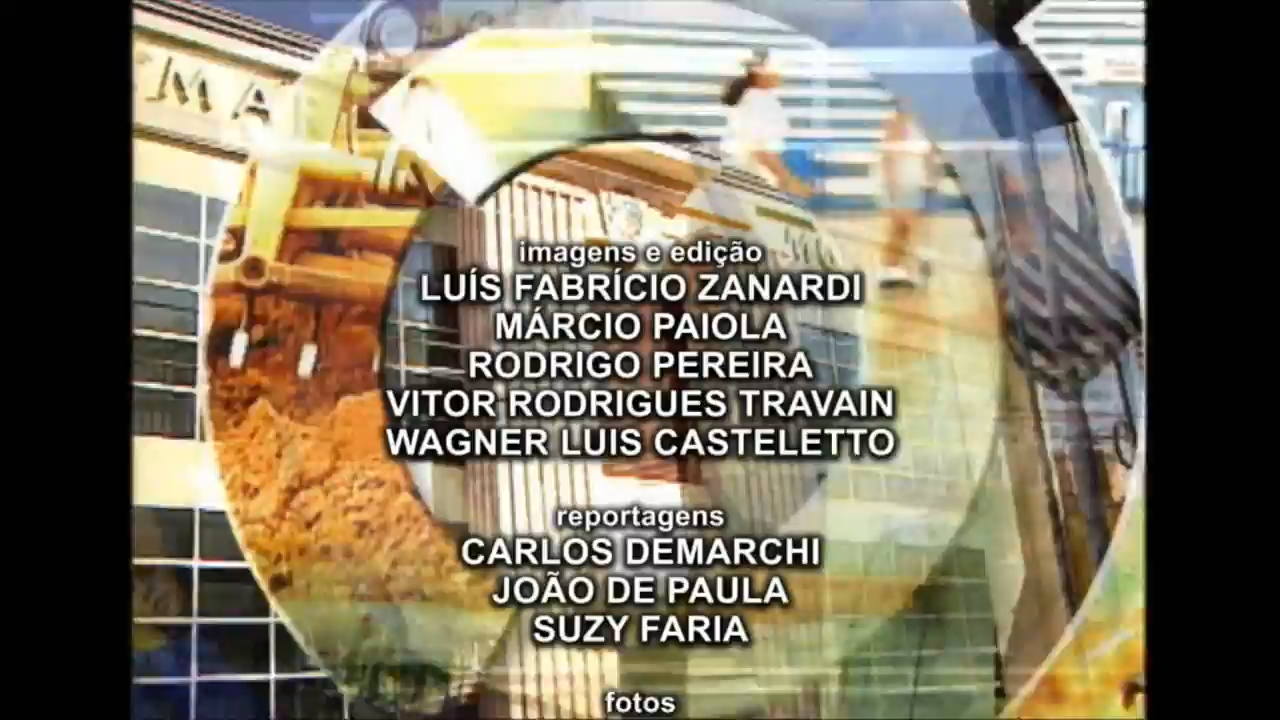 MA
imagens e edição
LUÍS FABRÍCIO ZANARDI
MÁRCIO PAIOLA
RODRIGO PEREIRA
VITOR RODRIGUES TRAVAIN
WAGNER LUIS CASTELETTO
reportagens
CARLOS DEMARCHI
JOÃO DE PAULA
SUZY FARIA
fotos